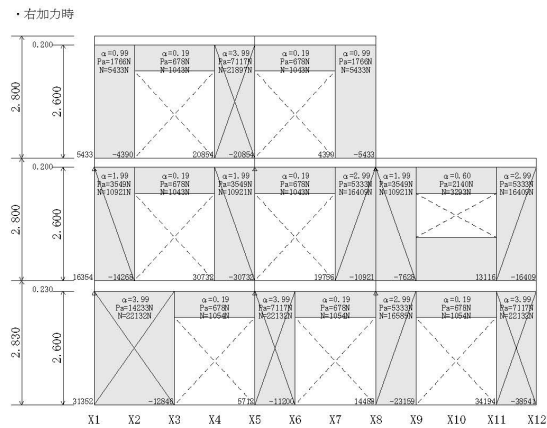 ・右加力時
0.200
2.800
2.600
α=0.99 α=0.19 α=3.99 α=0.19 α=0.99
Pa=1766N Pa=678N Pa=7117N Pa=678N Pa=1766N
N=5433N N=1043N N=21897N N=1043N N=5433N
5433 -4390 20854 -20854 4390 -5433
0.200
2.800
2.600
α=1.99 α=0.19 α=1.99 α=0.19 α=2.99 α=1.99 α=0.60 α=2.99
Pa=3549N Pa=678N Pa=3549N Pa=678N Pa=5333N Pa=3549N Pa=2140N Pa=5333N
N=10921N N=1043N N=10921N N=1043N N=16409N N=10921N N=3293N N=16409N
16354 -14268 30732 -30732 19796 -10921 -7628 13116 -16409
0.230
2.830
2.600
α=3.99 α=0.19 α=3.99 α=0.19 α=2.99 α=0.19 α=3.99
Pa=14233N Pa=678N Pa=7117N Pa=678N Pa=5333N Pa=678N Pa=7117N
N=22132N N=1054N N=22132N N=1054N N=16585N N=1054N N=22132N
31352 -12848 5712 -11200 14489 -23159 34194 -38541
X1 X2 X3 X4 X5 X6 X7 X8 X9 X10 X11 X12